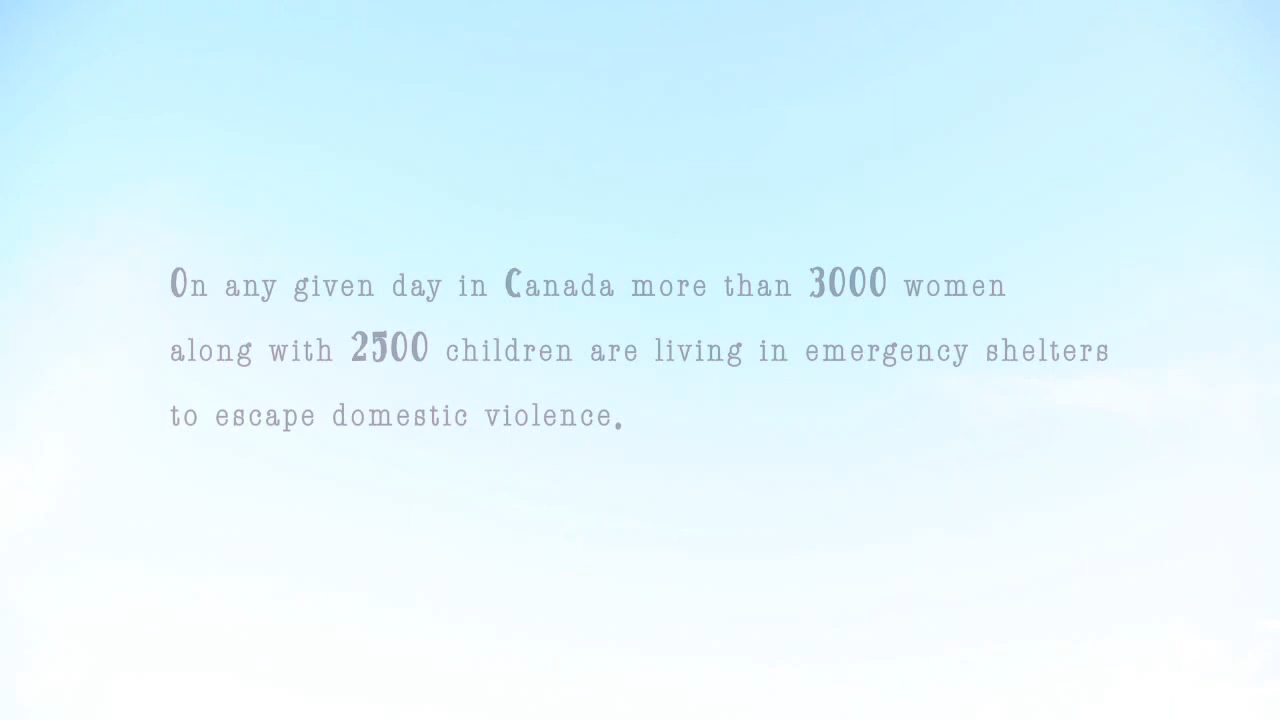 On any given day in Canada more than 3000 women
along with 2500 children are living in emergency shelters
to escape domestic violence.